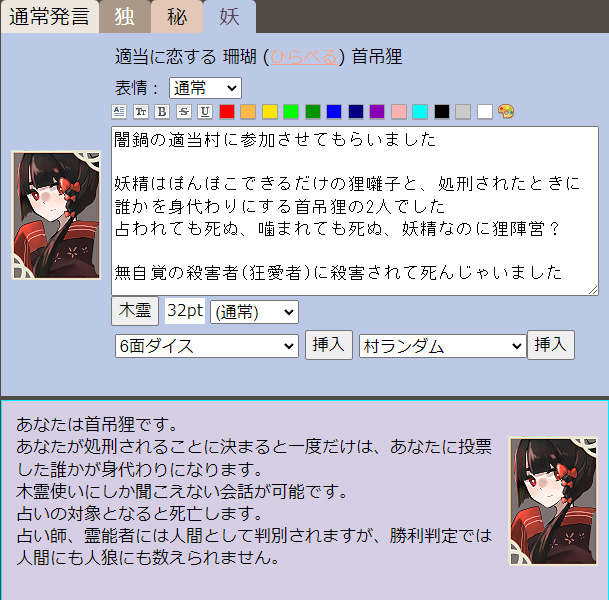 通常発言 独 秘 妖
適当に恋する 珊瑚 (ひらべる) 首吊狸
表情： 通常
Tr B S U
闇鍋の適当村に参加させてもらいました
妖精はぽんぽこできるだけの狸囃子と、処刑されたときに
誰かを身代わりにする首吊狸の2人でした
占われても死ぬ、噛まれても死ぬ、妖精なのに狸陣営？
無自覚の殺害者(狂愛者)に殺害されて死んじゃいました
木霊 32pt (通常)
6面ダイス 挿入 村ランダム 挿入
あなたは首吊狸です。
あなたが処刑されることに決まると一度だけは、あなたに投票
した誰かが身代わりになります。
木霊使いにしか聞こえない会話が可能です。
占いの対象となると死亡します。
占い師、霊能者には人間として判別されますが、勝利判定では
人間にも人狼にも数えられません。